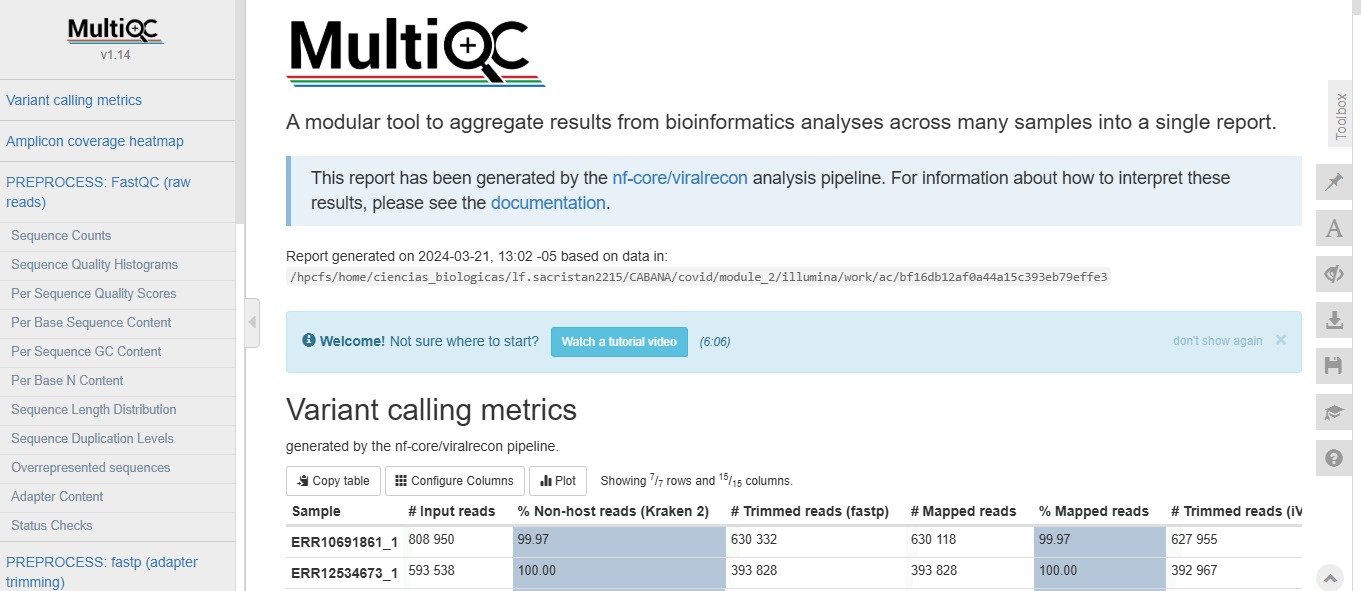 MultiQC
v1.14
Variant calling metrics
Amplicon coverage heatmap
PREPROCESS: FastQC (raw
reads)
Sequence Counts
Sequence Quality Histograms
Per Sequence Quality Scores
Per Base Sequence Content
Per Sequence GC Content
Per Base N Content
Sequence Length Distribution
Sequence Duplication Levels
Overrepresented sequences
Adapter Content
Status Checks
PREPROCESS: fastp (adapter
trimming)
MultiQC
A modular tool to aggregate results from bioinformatics analyses across many samples into a single report.
This report has been generated by the nf-core/viralrecon analysis pipeline. For information about how to interpret these
results, please see the documentation.
Report generated on 2024-03-21, 13:02 -05 based on data in:
/hpcfs/home/ciencias_biologicas/lf.sacristan2215/CABANA/covid/module_2/illumina/work/ac/bf16db12af0a44a15c393eb79effe3
Welcome! Not sure where to start? Watch a tutorial video (6:06) don't show again ×
Variant calling metrics
generated by the nf-core/viralrecon pipeline.
Copy table Configure Columns Plot Showing 7/7 rows and 15/15 columns.
Sample # Input reads % Non-host reads (Kraken 2) # Trimmed reads (fastp) # Mapped reads % Mapped reads # Trimmed reads (iV
ERR10691861_1 808 950 99.97 630 332 630 118 99.97 627 955
ERR12534673_1 593 538 100.00 393 828 393 828 100.00 392 967
Toolbox
A